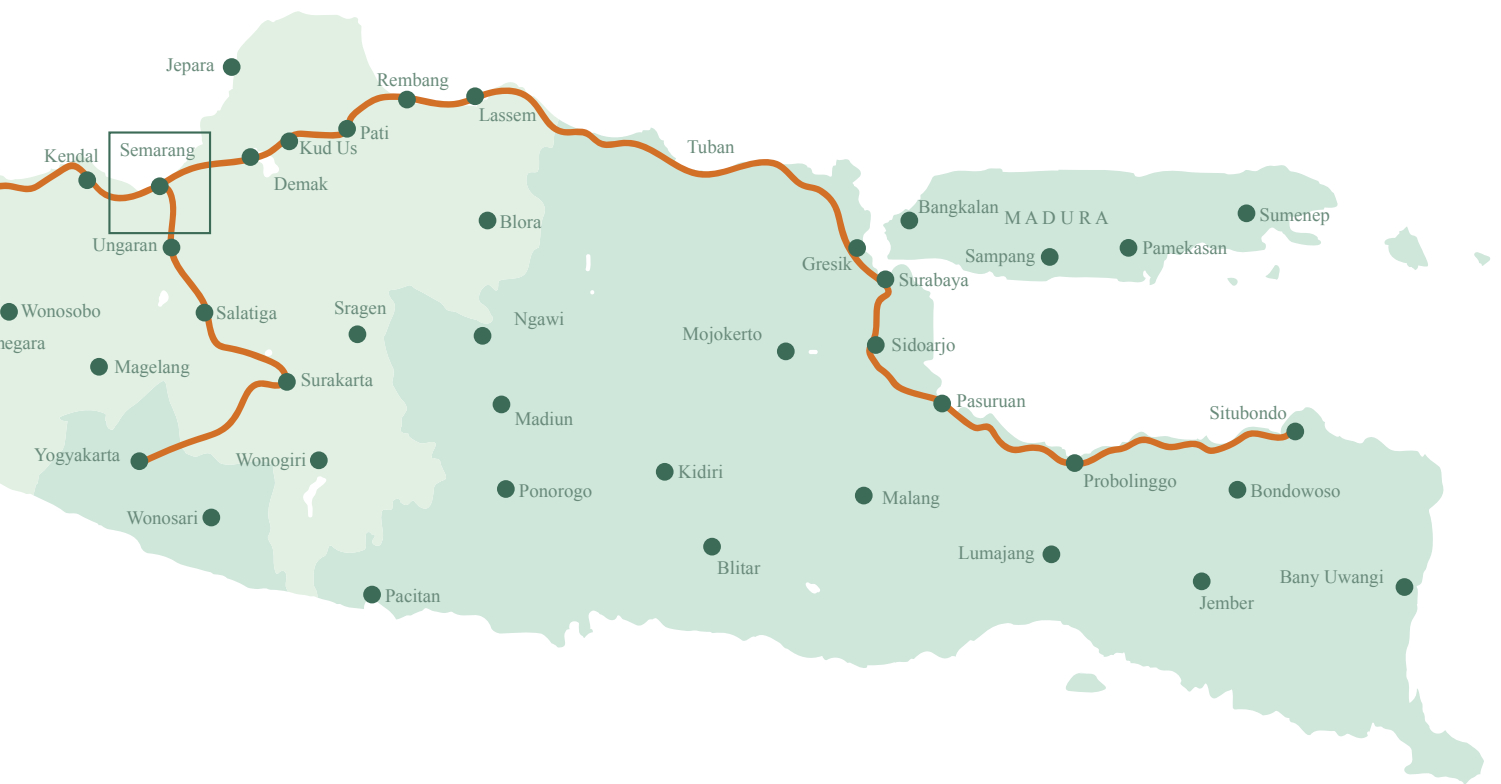 Jepara
Rembang
Lassem
Pati
Kud Us
Semarang
Kendal
Demak
Tuban
Blora
Bangkalan
MADURA
Sumenep
Ungaran
Gresik
Sampang
Pamekasan
Surabaya
Wonosobo
Salatiga
Sragen
Ngawi
Mojokerto
Sidoarjo
negara
Magelang
Surakarta
Madiun
Pasuruan
Situbondo
Yogyakarta
Wonogiri
Kidiri
Probolinggo
Ponorogo
Malang
Bondowoso
Wonosari
Lumajang
Blitar
Bany Uwangi
Pacitan
Jember